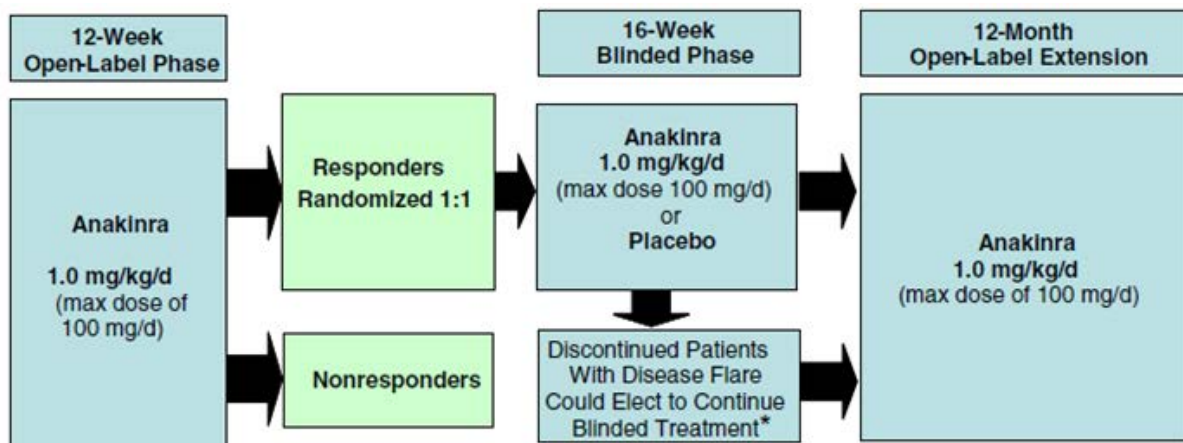 12-Week
Open-Label Phase
16-Week
Blinded Phase
12-Month
Open-Label Extension
Anakinra
1.0 mg/kg/d
(max dose of
100 mg/d)
Responders
Randomized 1:1
Nonresponders
Anakinra
1.0 mg/kg/d
(max dose 100 mg/d)
or
Placebo
Discontinued Patients
With Disease Flare
Could Elect to Continue
Blinded Treatment*
Anakinra
1.0 mg/kg/d
(max dose of 100 mg/d)